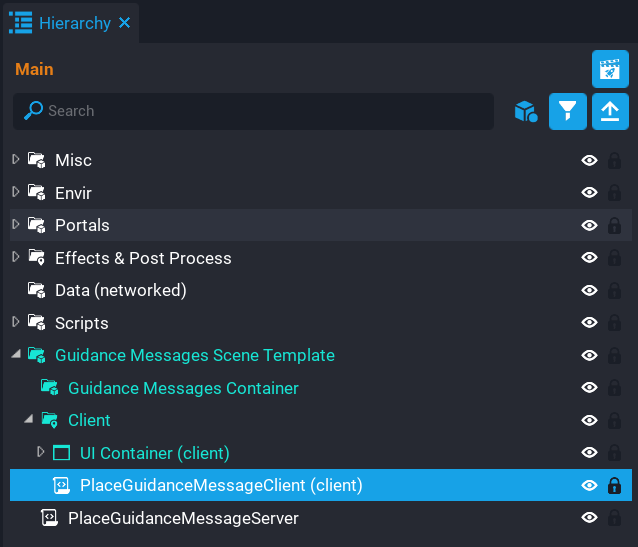 Hierarchy
Main
Search
Misc
Envir
Portals
Effects & Post Process
Data (networked)
Scripts
Guidance Messages Scene Template
Guidance Messages Container
Client
UI Container (client)
PlaceGuidanceMessageClient (client)
PlaceGuidanceMessageServer